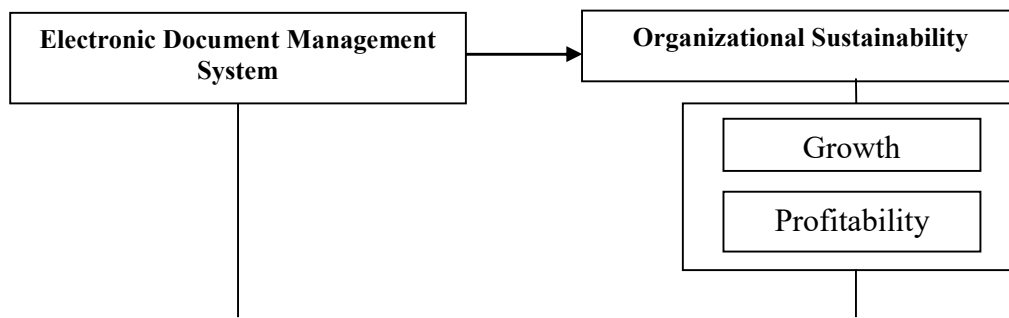 Electronic Document Management
System
Organizational Sustainability
Growth
Profitability